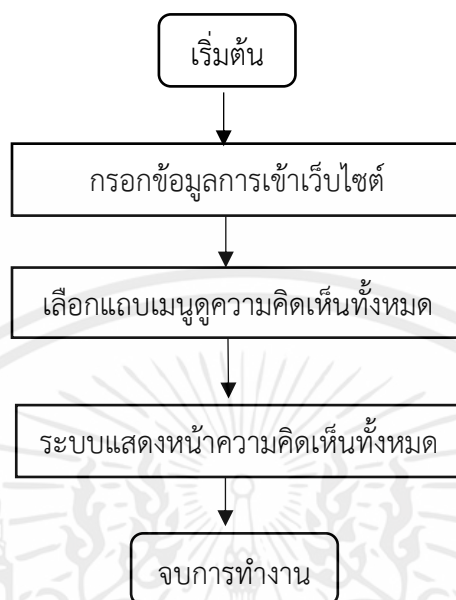 เริ่มต้น
กรอกข้อมูลการเข้าเว็บไซต์
เลือกแถบเมนูดูความคิดเห็นทั้งหมด
ระบบแสดงหน้าความคิดเห็นทั้งหมด
จบการทำงาน